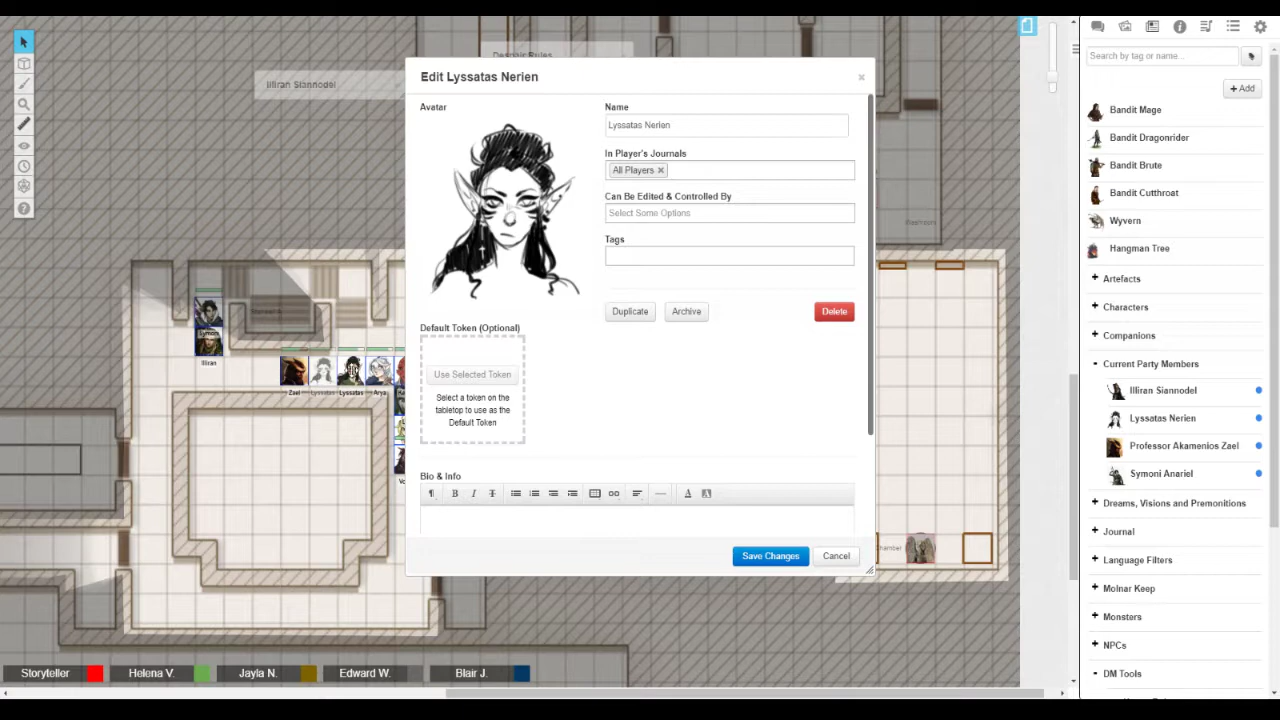 Illiran Siannodel
Edit Lyssatas Nerien
×
Avatar
Name
Lyssatas Nerien
In Player's Journals
All Players ×
Can Be Edited & Controlled By
Select Some Options
Tags
Duplicate
Archive
Delete
Default Token (Optional)
Use Selected Token
Select a token on the
tabletop to use as the
Default Token
Bio & Info
Save Changes
Cancel
Illiran
Zael
Lyssatas
Lyssatas
Arya
Chamber
Storyteller
Helena V.
Jayla N.
Edward W.
Blair J.
Search by tag or name...
+ Add
Bandit Mage
Bandit Dragonrider
Bandit Brute
Bandit Cutthroat
Wyvern
Hangman Tree
+ Artefacts
+ Characters
+ Companions
- Current Party Members
Illiran Siannodel
Lyssatas Nerien
Professor Akamenios Zael
Symoni Anariel
+ Dreams, Visions and Premonitions
+ Journal
+ Language Filters
+ Molnar Keep
+ Monsters
+ NPCs
- DM Tools